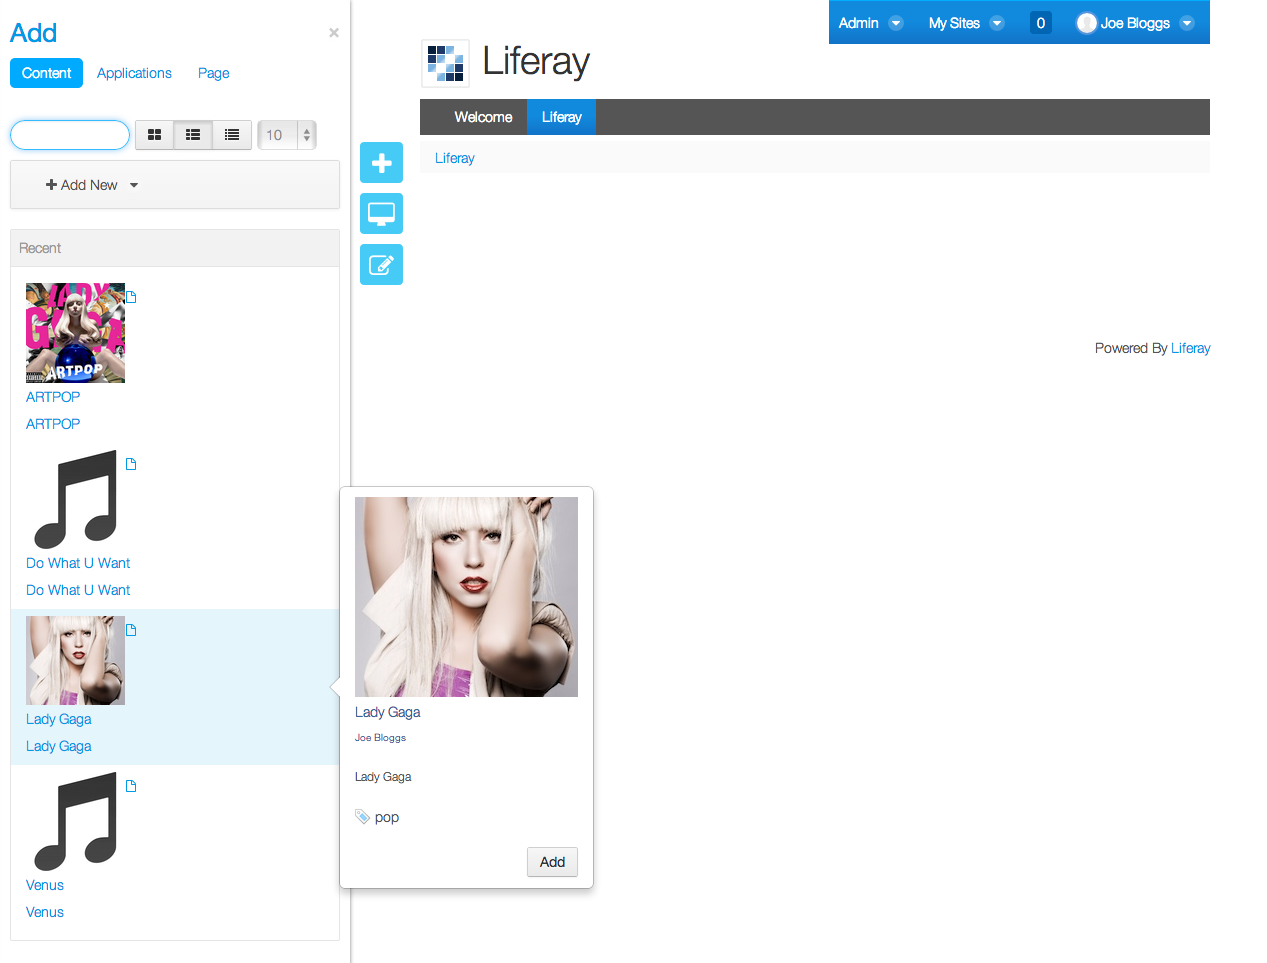 Add
×
Content Applications Page
10
Add New
Recent
LADY
GAGA
ARTPOP
ARTPOP
ARTPOP
Do What U Want
Do What U Want
Lady Gaga
Lady Gaga
Venus
Venus
Admin My Sites 0 Joe Bloggs
Liferay
Welcome Liferay
Liferay
Powered By Liferay
Lady Gaga
Joe Bloggs
Lady Gaga
pop
Add